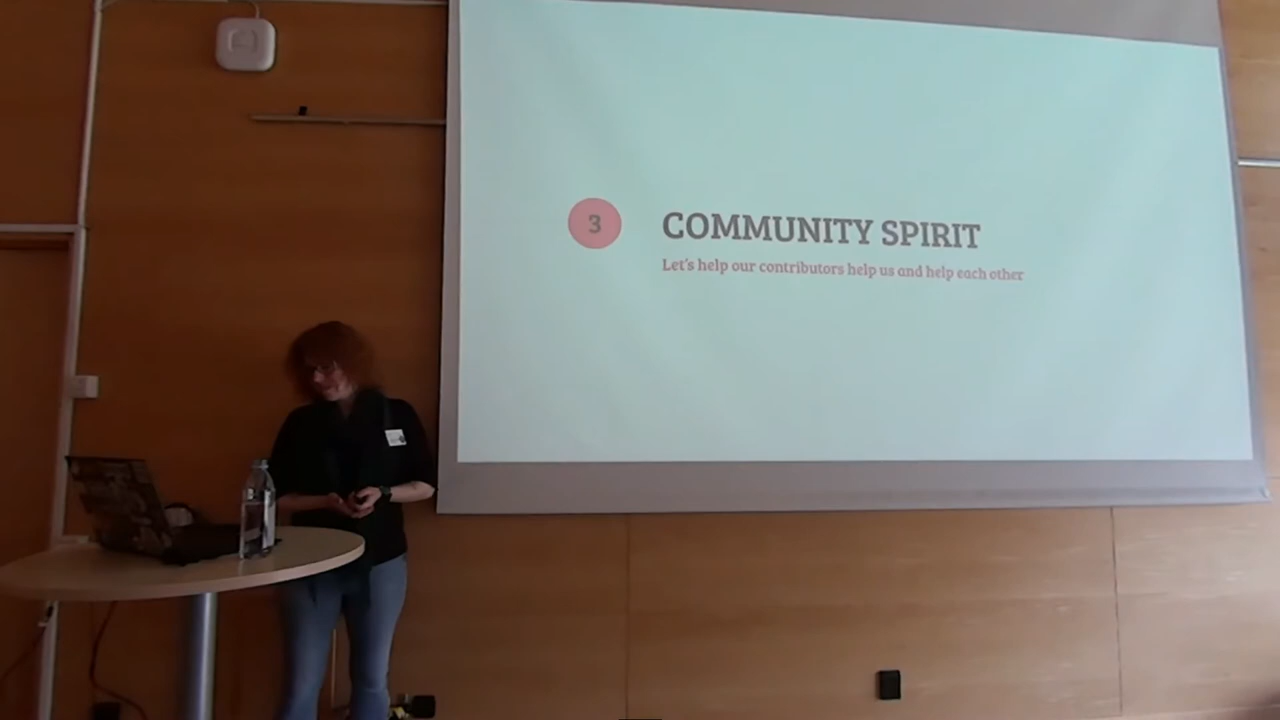 3
COMMUNITY SPIRIT
Let's help our contributors help us and help each other